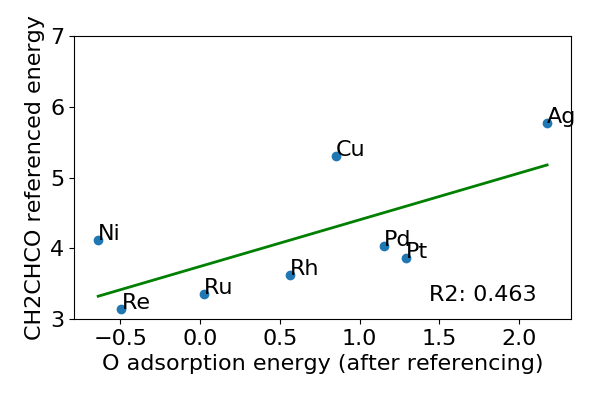 CH2CHCO referenced energy
7
6
5
4
3
Ag
Cu
Ni
Pd
Pt
Rh
Ru
Re
R2: 0.463
−0.5 0.0 0.5 1.0 1.5 2.0
O adsorption energy (after referencing)